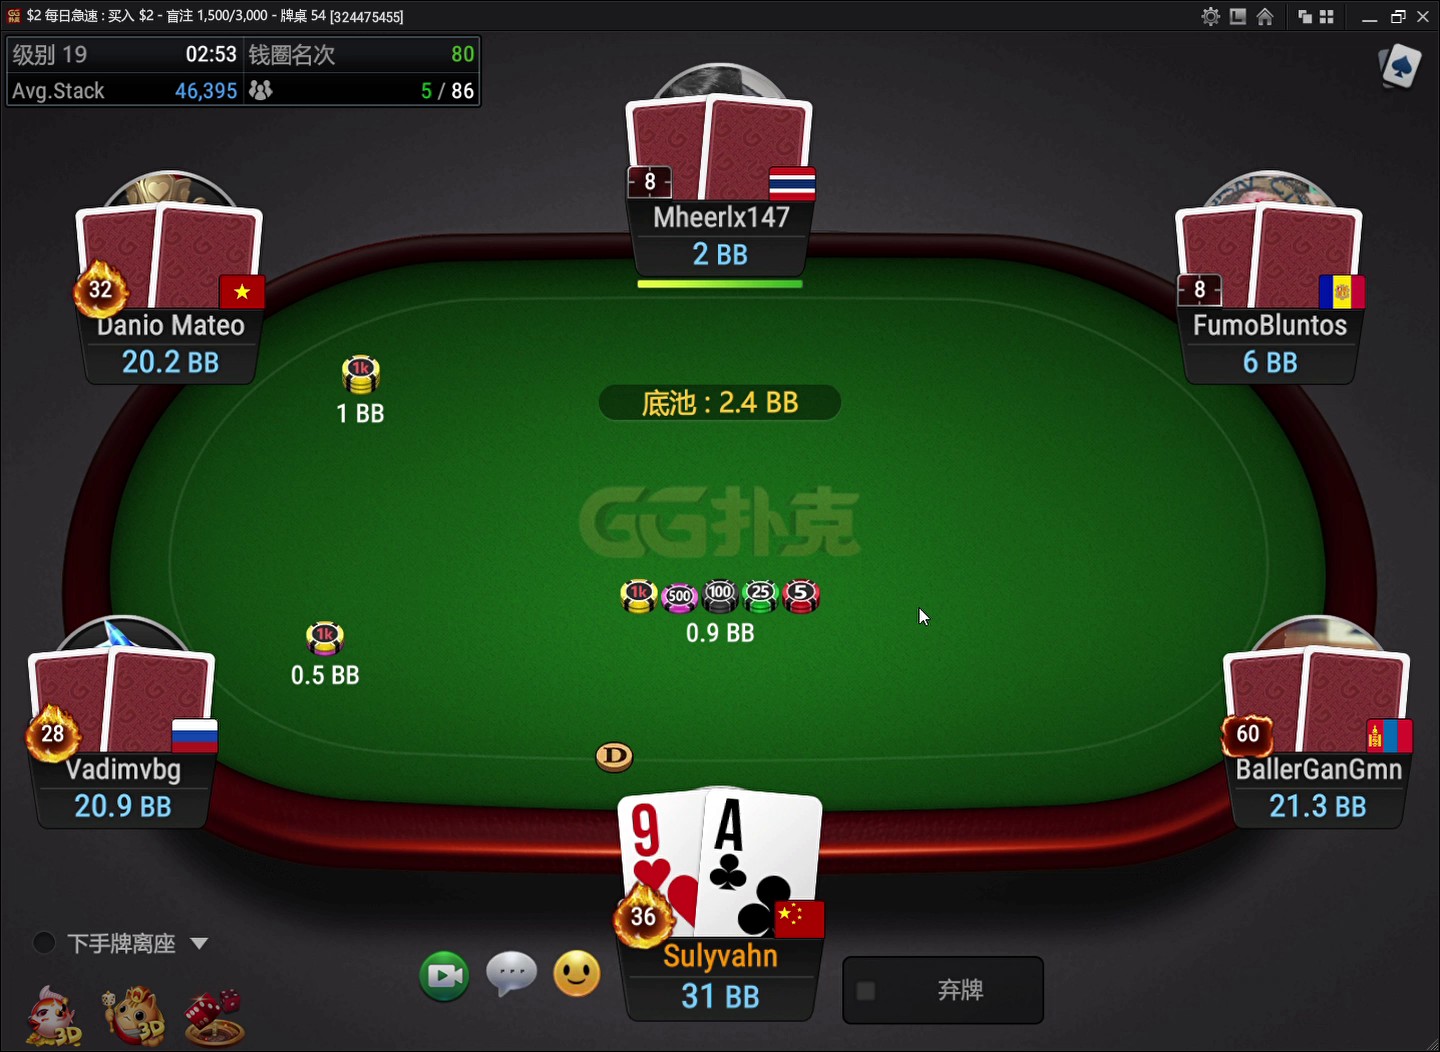 $2 每日急速 : 买入 $2 - 盲注 1,500/3,000 - 牌桌 54 [324475455]
级别 19 02:53 钱圈名次 80
Avg.Stack 46,395 5 / 86
8
Mheerlx147
2 BB
32
Danio Mateo
20.2 BB
8
FumoBluntos
6 BB
1k
1 BB
底池 : 2.4 BB
GG扑克
1k 500 100 25 5
0.9 BB
1k
0.5 BB
28
Vadimvbg
20.9 BB
60
BallerGanGmn
21.3 BB
D
9 A
36
Sulyvahn
31 BB
下手牌离座
弃牌
3D 3D